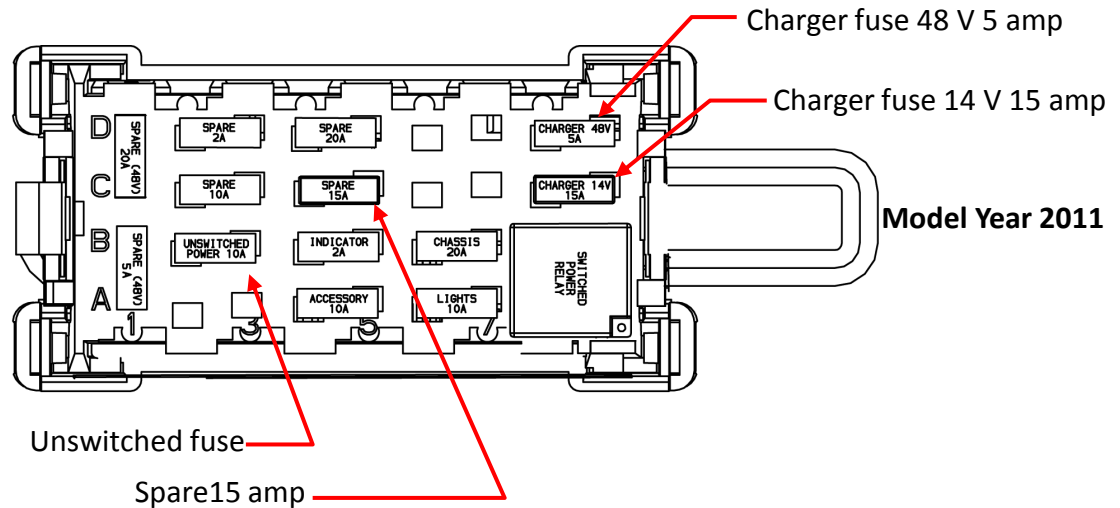 Charger fuse 48 V 5 amp
Charger fuse 14 V 15 amp
D
SPARE (48V)
20A
SPARE
2A
SPARE
20A
CHARGER 48V
5A
C
SPARE
10A
SPARE
15A
CHARGER 14V
15A
Model Year 2011
B
SPARE (48V)
5A
UNSWITCHED
POWER 10A
INDICATOR
2A
CHASSIS
20A
SWITCHED
POWER
RELAY
A
ACCESSORY
10A
LIGHTS
10A
1
3
5
7
Unswitched fuse
Spare15 amp